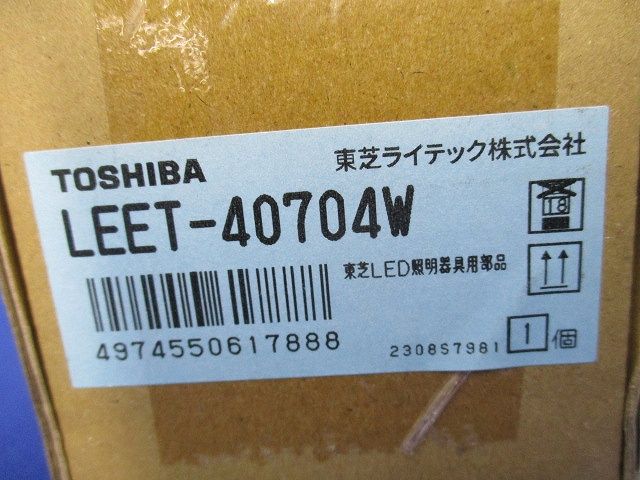 東芝ライテック株式会社
TOSHIBA
LEET-40704W
18
東芝LED照明器具用部品
4974550617888
2308S7981
1個